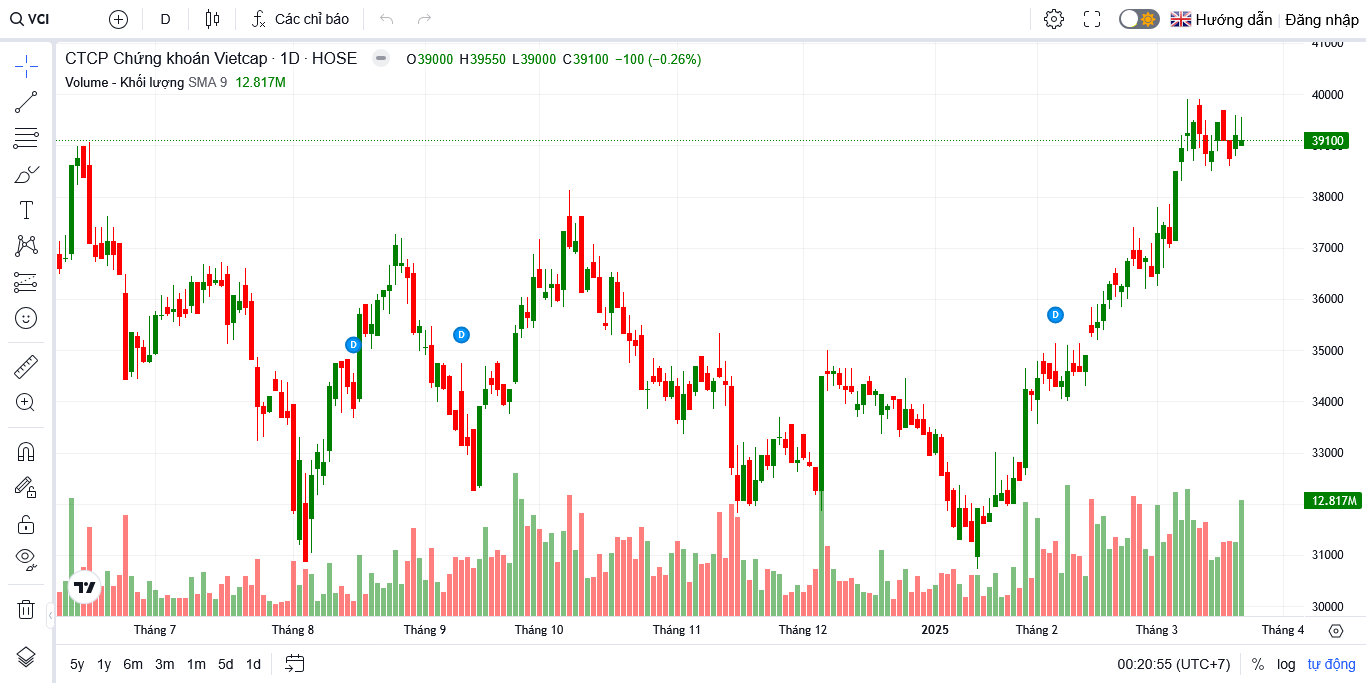 VCI D Các chỉ báo Hướng dẫn Đăng nhập
CTCP Chứng khoán Vietcap · 1D · HOSE O39000 H39550 L39000 C39100 −100 (−0.26%)
Volume - Khối lượng SMA 9 12.817M
41000
40000
39100
39000
38000
37000
36000
35000
34000
33000
12.817M
31000
30000
D
D
D
Tháng 7 Tháng 8 Tháng 9 Tháng 10 Tháng 11 Tháng 12 2025 Tháng 2 Tháng 3 Tháng 4
5y 1y 6m 3m 1m 5d 1d 00:20:55 (UTC+7) % log tự động